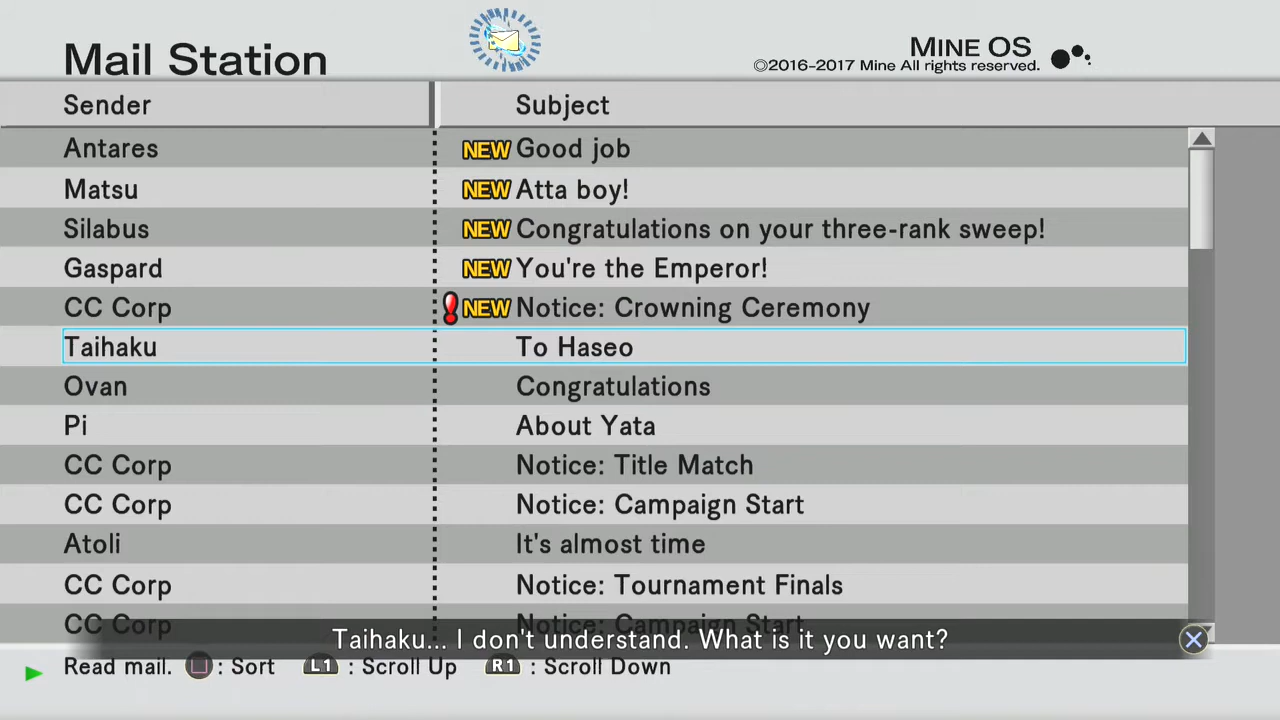 Mail Station
MINE OS
©2016-2017 Mine All rights reserved.
Sender Subject
Antares NEW Good job
Matsu NEW Atta boy!
Silabus NEW Congratulations on your three-rank sweep!
Gaspard NEW You're the Emperor!
CC Corp NEW Notice: Crowning Ceremony
Taihaku To Haseo
Ovan Congratulations
Pi About Yata
CC Corp Notice: Title Match
CC Corp Notice: Campaign Start
Atoli It's almost time
CC Corp Notice: Tournament Finals
CC Corp Notice: Campaign Start
Taihaku... I don't understand. What is it you want?
Read mail. : Sort L1 : Scroll Up R1 : Scroll Down